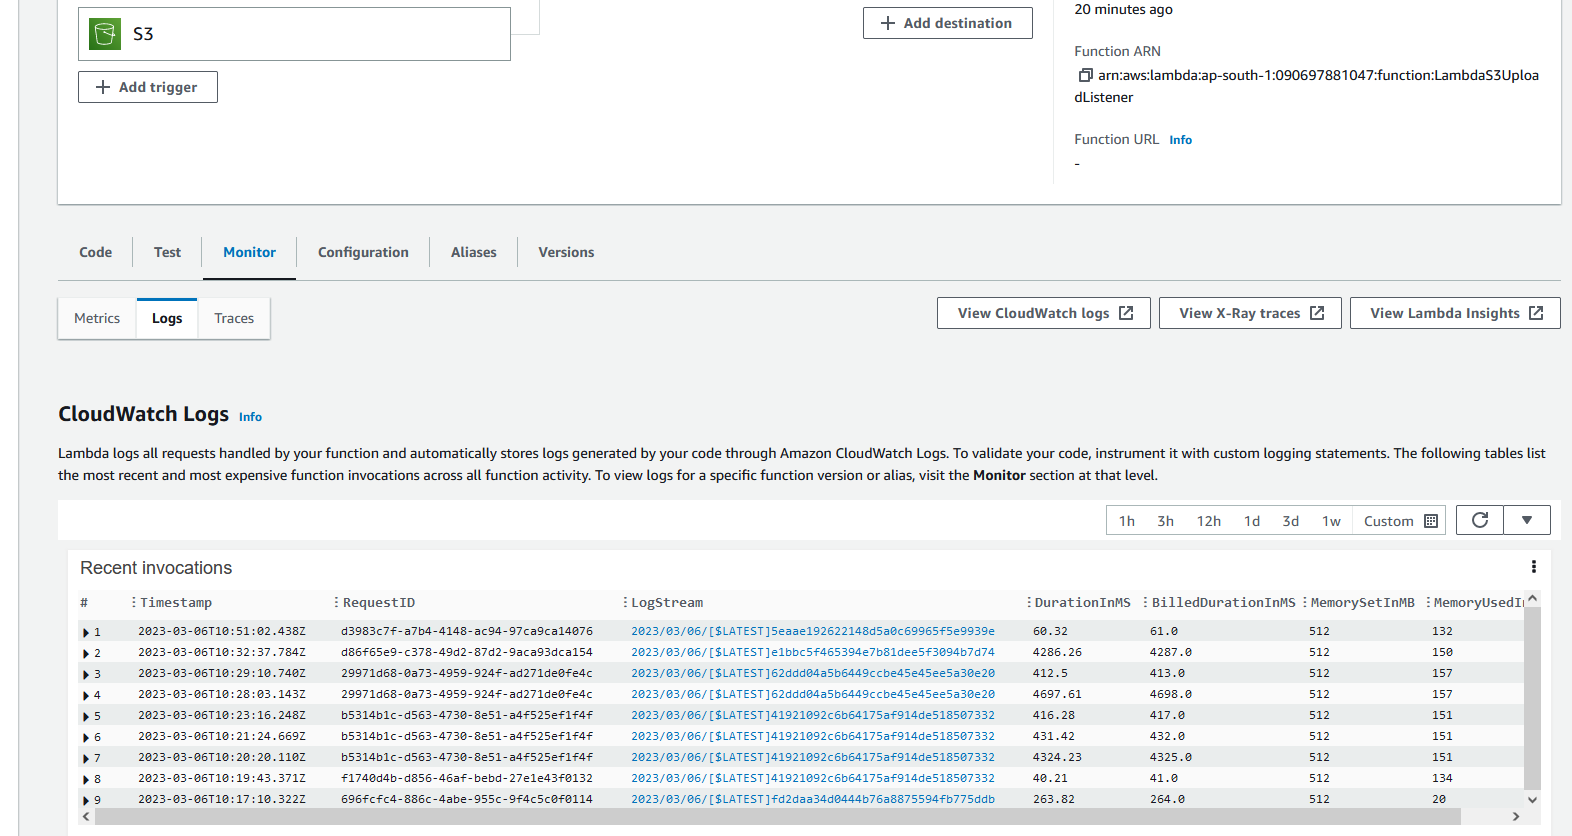 S3
Add trigger
Add destination
20 minutes ago
Function ARN
arn:aws:lambda:ap-south-1:090697881047:function:LambdaS3Uploa
dListener
Function URL Info
-
Code Test Monitor Configuration Aliases Versions
Metrics Logs Traces
View CloudWatch logs View X-Ray traces View Lambda Insights
CloudWatch Logs Info
Lambda logs all requests handled by your function and automatically stores logs generated by your code through Amazon CloudWatch Logs. To validate your code, instrument it with custom logging statements. The following tables list
the most recent and most expensive function invocations across all function activity. To view logs for a specific function version or alias, visit the Monitor section at that level.
1h 3h 12h 1d 3d 1w Custom
Recent invocations
# Timestamp RequestID LogStream DurationInMS BilledDurationInMS MemorySetInMB MemoryUsedIn
1 2023-03-06T10:51:02.438Z d3983c7f-a7b4-4148-ac94-97ca9ca14076 2023/03/06/[$LATEST]5eaae192622148d5a0c69965f5e9939e 60.32 61.0 512 132
2 2023-03-06T10:32:37.784Z d86f65e9-c378-49d2-87d2-9aca93dca154 2023/03/06/[$LATEST]e1bbc5f465394e7b81dee5f3094b7d74 4286.26 4287.0 512 150
3 2023-03-06T10:29:10.740Z 29971d68-0a73-4959-924f-ad271de0fe4c 2023/03/06/[$LATEST]62ddd04a5b6449ccbe45e45ee5a30e20 412.5 413.0 512 157
4 2023-03-06T10:28:03.143Z 29971d68-0a73-4959-924f-ad271de0fe4c 2023/03/06/[$LATEST]62ddd04a5b6449ccbe45e45ee5a30e20 4697.61 4698.0 512 157
5 2023-03-06T10:23:16.248Z b5314b1c-d563-4730-8e51-a4f525ef1f4f 2023/03/06/[$LATEST]41921092c6b64175af914de518507332 416.28 417.0 512 151
6 2023-03-06T10:21:24.669Z b5314b1c-d563-4730-8e51-a4f525ef1f4f 2023/03/06/[$LATEST]41921092c6b64175af914de518507332 431.42 432.0 512 151
7 2023-03-06T10:20:20.110Z b5314b1c-d563-4730-8e51-a4f525ef1f4f 2023/03/06/[$LATEST]41921092c6b64175af914de518507332 4324.23 4325.0 512 151
8 2023-03-06T10:19:43.371Z f1740d4b-d856-46af-bebd-27e1e43f0132 2023/03/06/[$LATEST]41921092c6b64175af914de518507332 40.21 41.0 512 134
9 2023-03-06T10:17:10.322Z 696fcfc4-886c-4abe-955c-9f4c5c0f0114 2023/03/06/[$LATEST]fd2daa34d0444b76a8875594fb775ddb 263.82 264.0 512 20